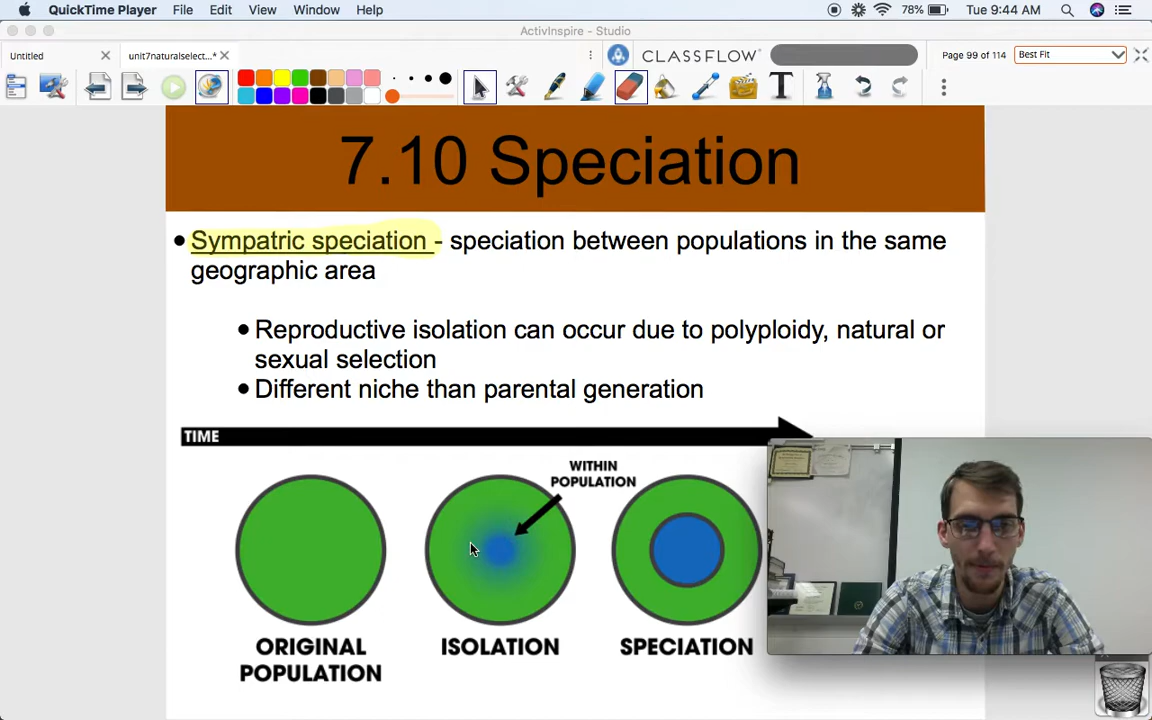 QuickTime Player File Edit View Window Help 78% Tue 9:44 AM
ActivInspire - Studio
Untitled unit7naturalselect...*
CLASSFLOW Page 99 of 114 Best Fit
7.10 Speciation
• Sympatric speciation - speciation between populations in the same
geographic area
• Reproductive isolation can occur due to polyploidy, natural or
sexual selection
• Different niche than parental generation
TIME
WITHIN
POPULATION
ORIGINAL
POPULATION
ISOLATION
SPECIATION